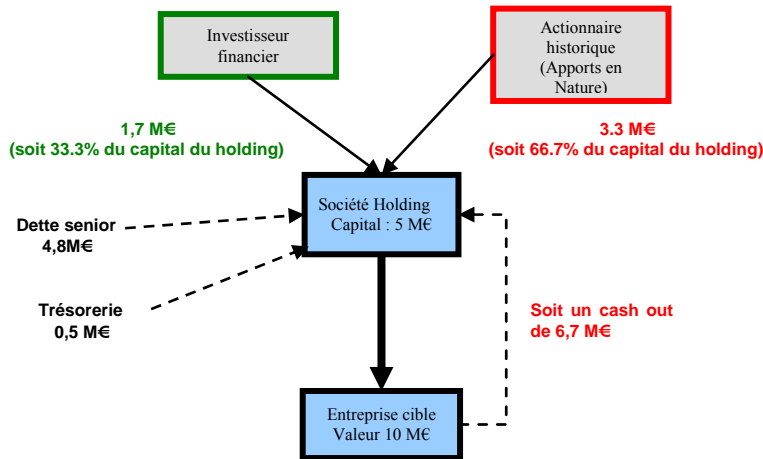 Investisseur
financier
Actionnaire
historique
(Apports en
Nature)
1,7 M€
(soit 33.3% du capital du holding)
3.3 M€
(soit 66.7% du capital du holding)
Société Holding
Capital : 5 M€
Dette senior
4,8M€
Trésorerie
0,5 M€
Soit un cash out
de 6,7 M€
Entreprise cible
Valeur 10 M€